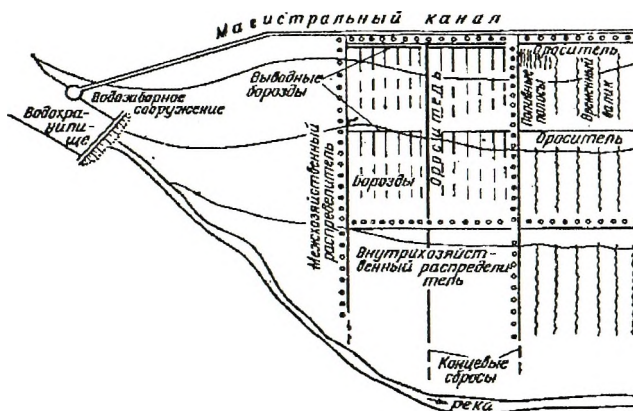 Магистральный канал
Выводные
борозды
Водозаборное
сооружение
Водохра-
нили-
ще
Межхозяйственный
распределитель
Борозды
Ороситель
Поливные
полосы
Ороситель
Временный
валик
Ороситель
Внутрихозяйст-
венный распредели
тель
Концевые
сбросы
река